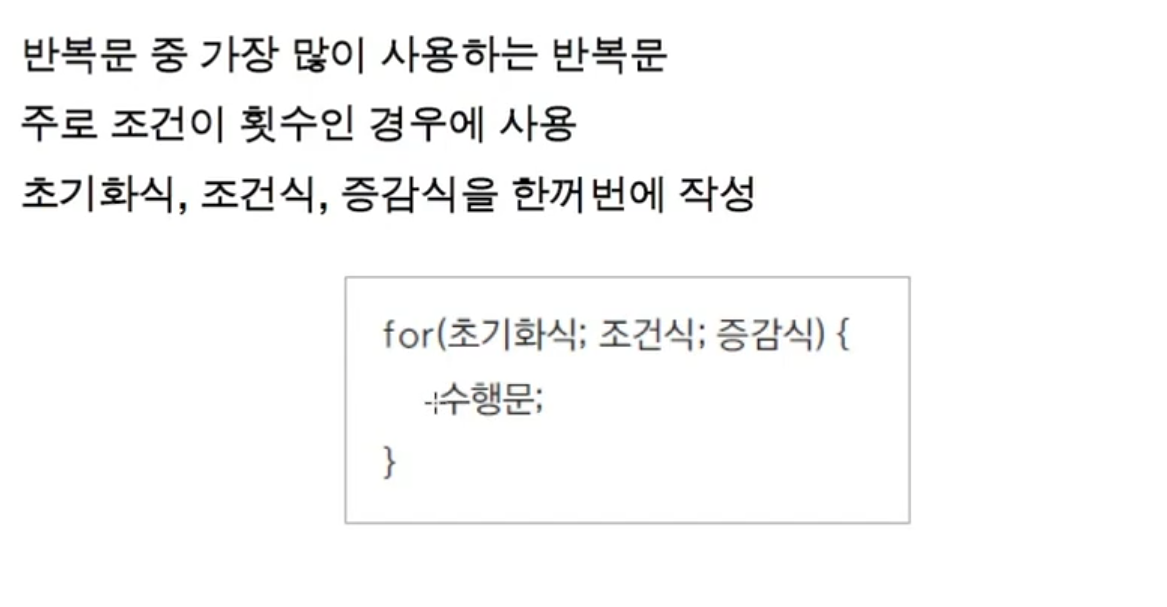 반복문 중 가장 많이 사용하는 반복문
주로 조건이 횟수인 경우에 사용
초기화식, 조건식, 증감식을 한꺼번에 작성
for(초기화식; 조건식; 증감식) {
수행문;
}